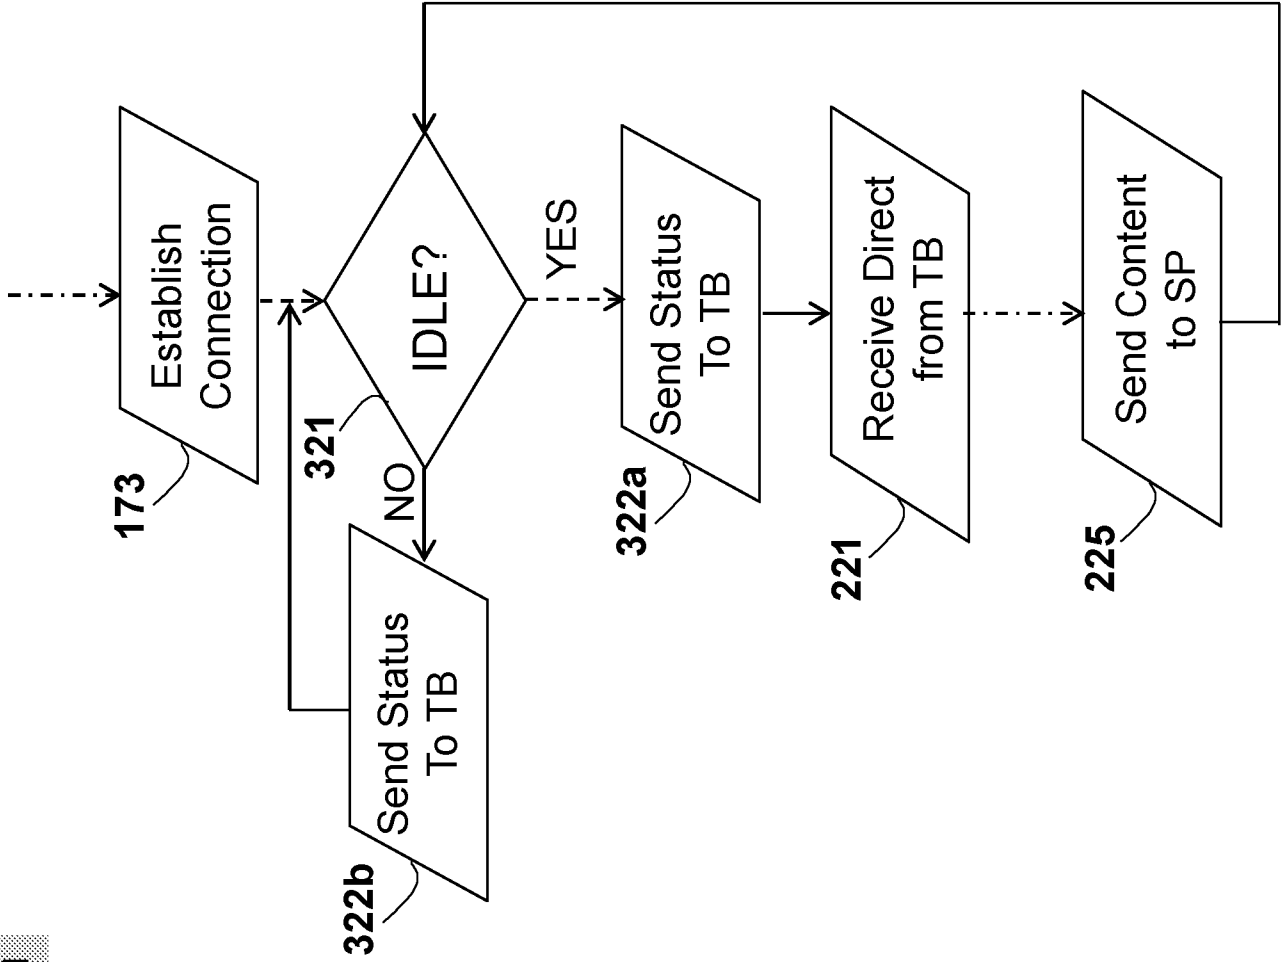 Establish
Connection
173
IDLE?
321
NO
YES
Send Status
To TB
322b
Send Status
To TB
322a
Receive Direct
from TB
221
Send Content
to SP
225